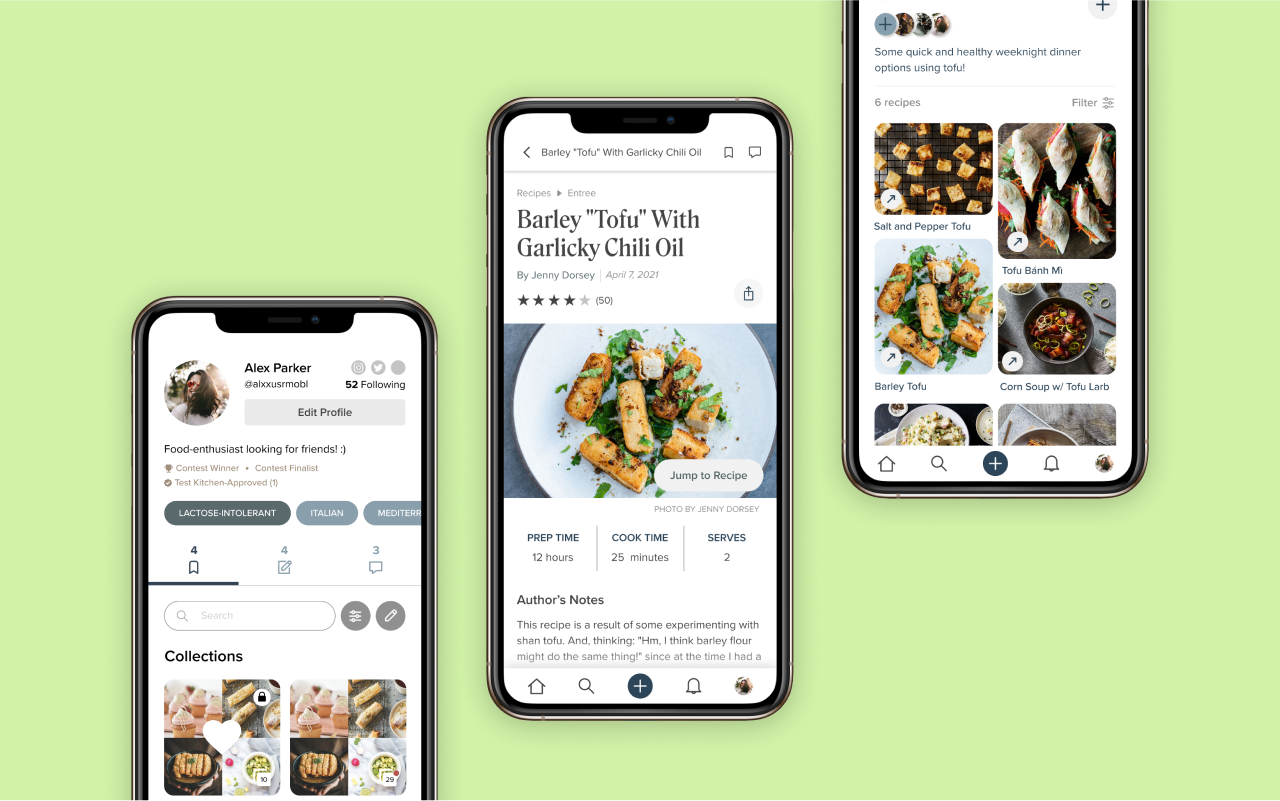 Alex Parker
@alxxusrmobl
52 Following
Edit Profile
Food-enthusiast looking for friends! :)
Contest Winner • Contest Finalist
Test Kitchen-Approved (1)
LACTOSE-INTOLERANT
ITALIAN
MEDITERR
4
4
3
Search
Collections
10
29
Barley "Tofu" With Garlicky Chili Oil
Recipes
Entree
Barley "Tofu" With
Garlicky Chili Oil
By Jenny Dorsey
April 7, 2021
(50)
Jump to Recipe
PHOTO BY JENNY DORSEY
PREP TIME
COOK TIME
SERVES
12 hours
25 minutes
2
Author's Notes
This recipe is a result of some experimenting with
shan tofu. And, thinking: "Hm, I think barley flour
might do the same thing!" since at the time I had a
Some quick and healthy weeknight dinner
options using tofu!
6 recipes
Filter
Salt and Pepper Tofu
Tofu Bánh Mì
Barley Tofu
Corn Soup w/ Tofu Larb